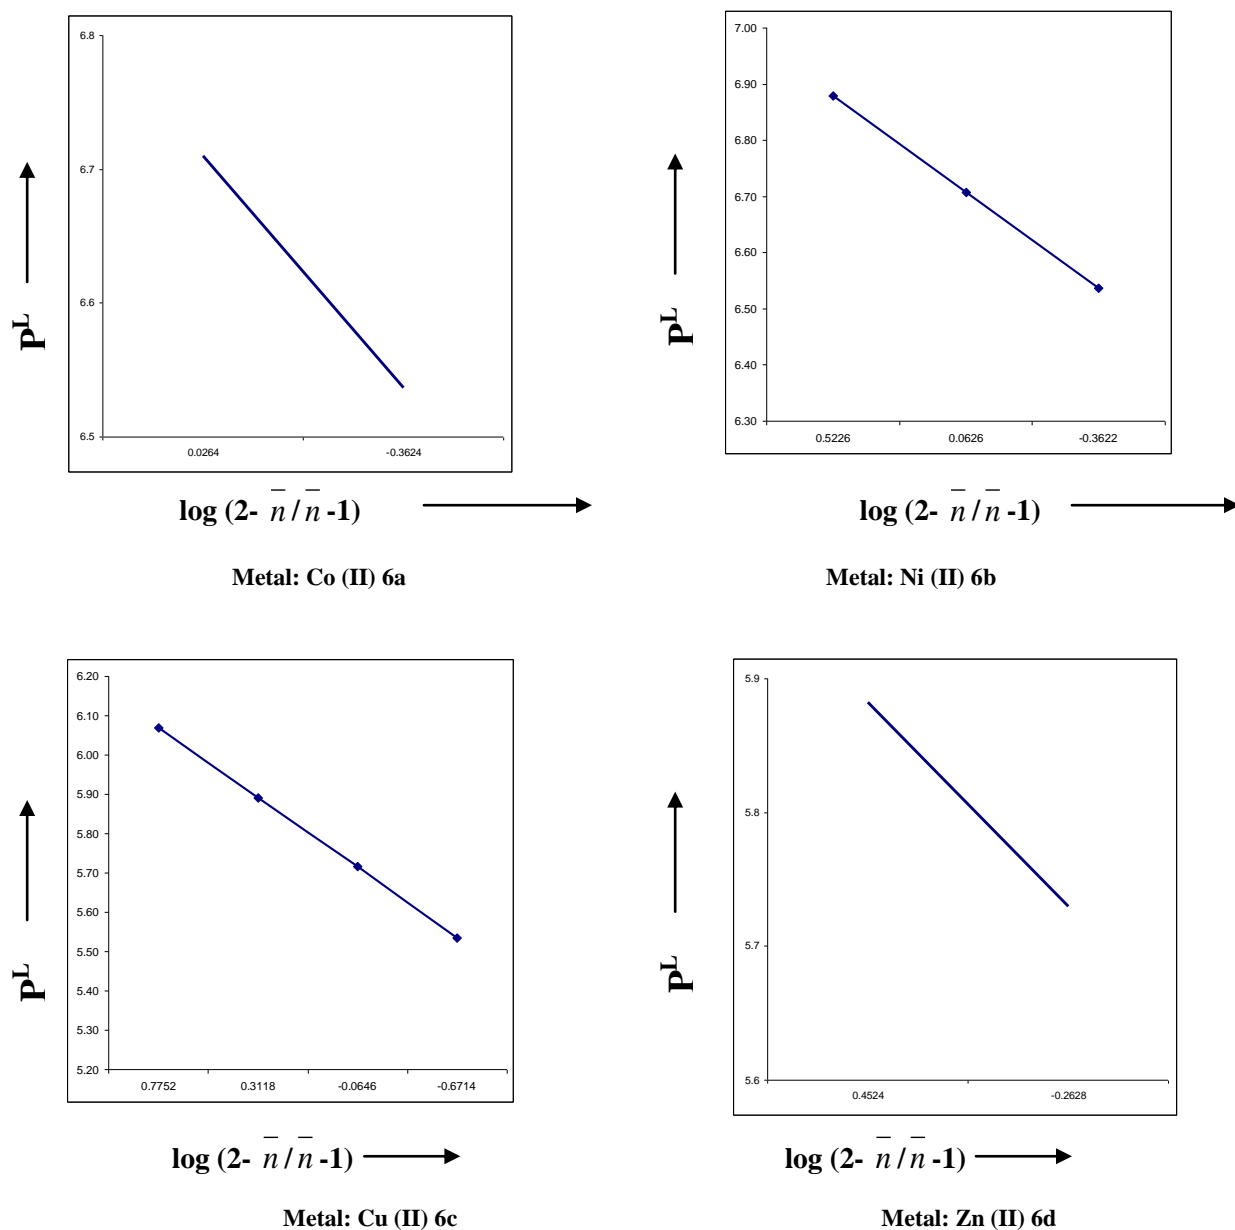 6.8
6.7
6.6
6.5
0.0264 -0.3624
P^L
log (2- n̅ / n̅ -1)
Metal: Co (II) 6a
7.00
6.90
6.80
6.70
6.60
6.50
6.40
6.30
0.5226 0.0626 -0.3622
P^L
log (2- n̅ / n̅ -1)
Metal: Ni (II) 6b
6.20
6.10
6.00
5.90
5.80
5.70
5.60
5.50
5.40
5.30
5.20
0.7752 0.3118 -0.0646 -0.6714
P^L
log (2- n̅ / n̅ -1)
Metal: Cu (II) 6c
5.9
5.8
5.7
5.6
0.4524 -0.2628
P^L
log (2- n̅ / n̅ -1)
Metal: Zn (II) 6d